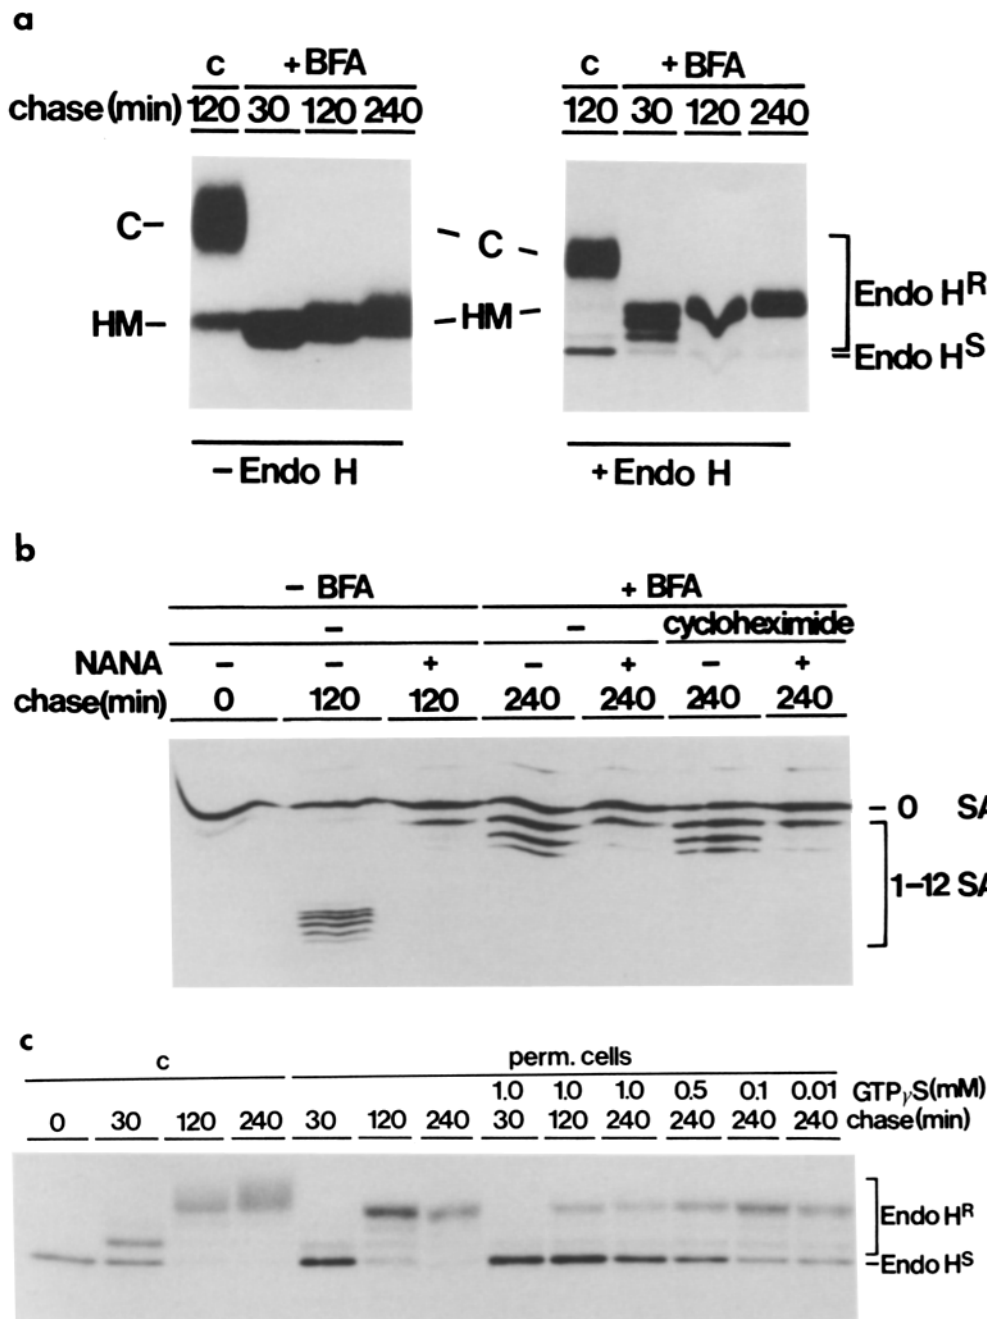 a
c + BFA
chase (min) 120 30 120 240
c + BFA
120 30 120 240
C–
HM–
– C –
– HM –
Endo H^R
Endo H^S
– Endo H
+ Endo H
b
– BFA + BFA
– – cycloheximide
NANA – – + – + – +
chase(min) 0 120 120 240 240 240 240
– 0 SA
1–12 SA
c
c perm. cells
1.0 1.0 1.0 0.5 0.1 0.01 GTPγS(mM)
0 30 120 240 30 120 240 30 120 240 240 240 240 chase(min)
Endo H^R
–Endo H^S